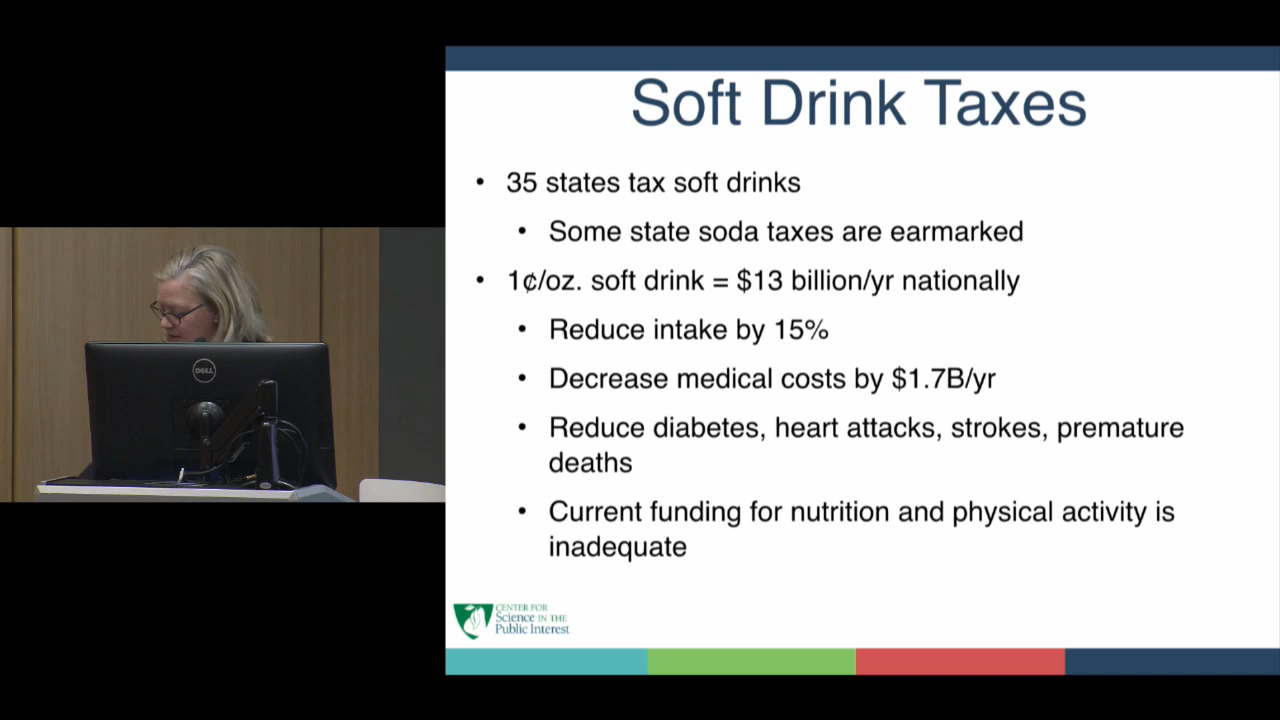 Soft Drink Taxes
• 35 states tax soft drinks
• Some state soda taxes are earmarked
• 1¢/oz. soft drink = $13 billion/yr nationally
• Reduce intake by 15%
• Decrease medical costs by $1.7B/yr
• Reduce diabetes, heart attacks, strokes, premature
deaths
• Current funding for nutrition and physical activity is
inadequate
CENTER FOR
Science IN THE
Public Interest
DELL